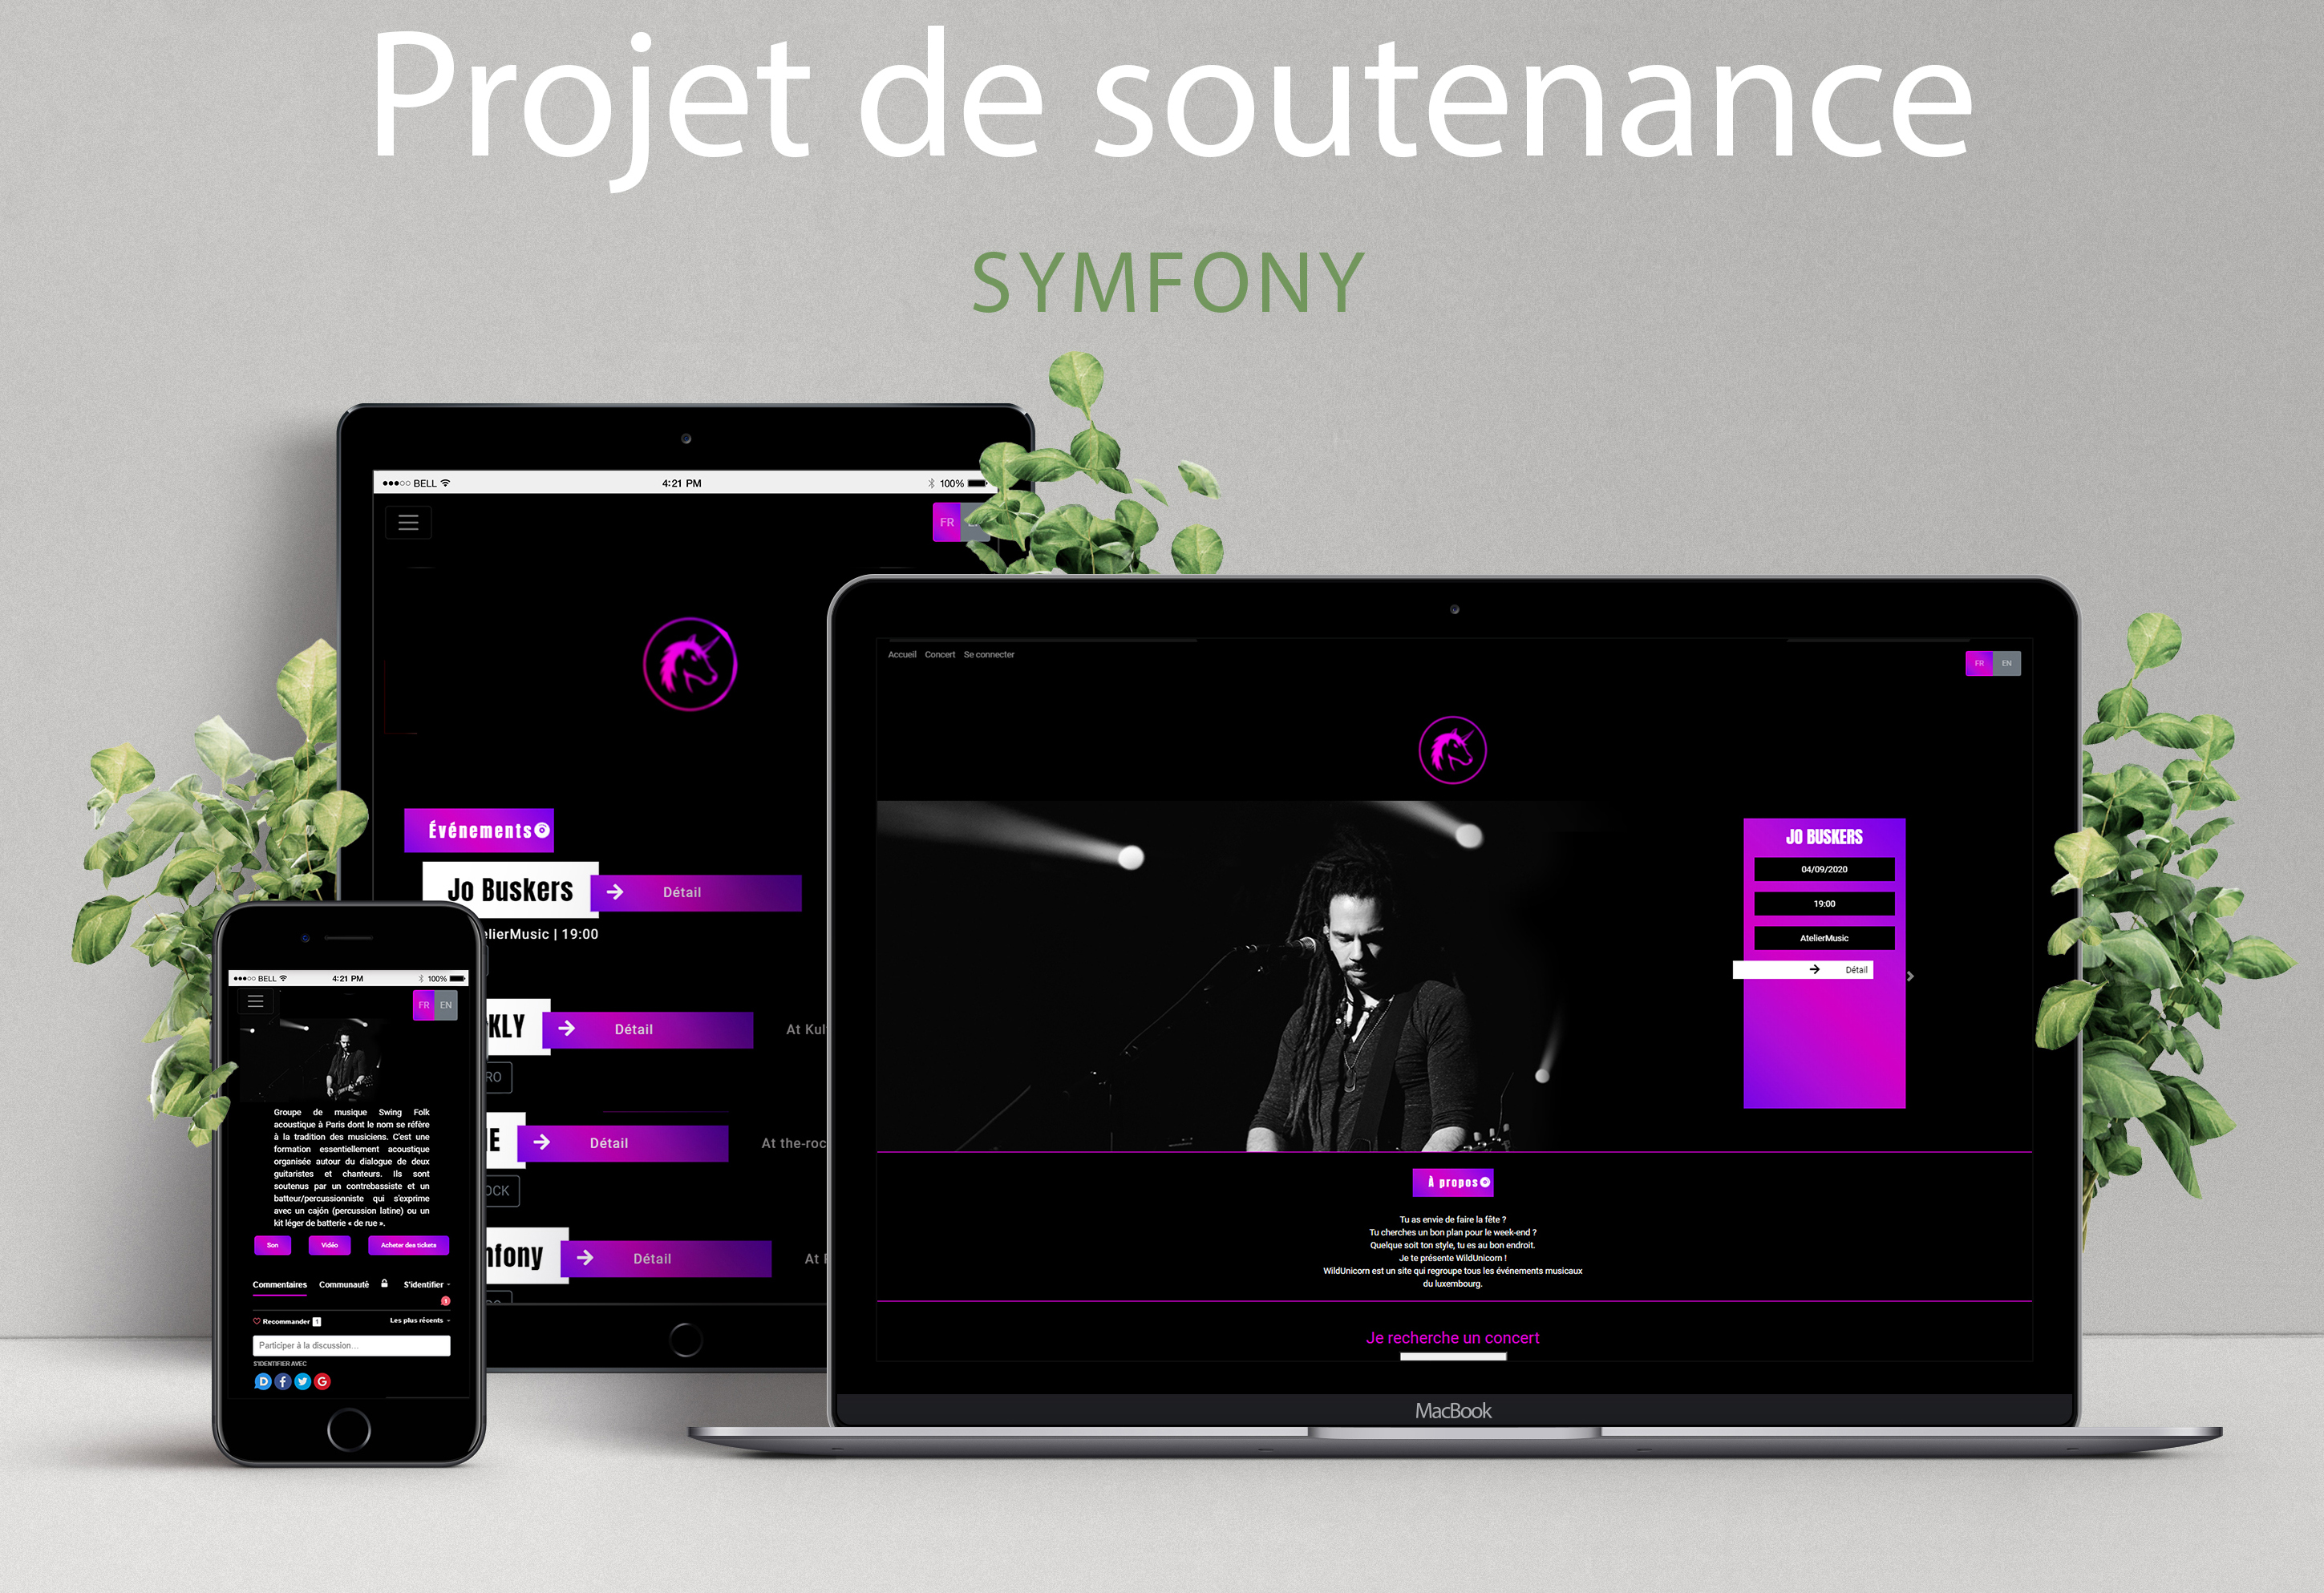 Projet de soutenance
SYMFONY
BELL 4:21 PM 100%
FR
Événements
Jo Buskers
Détail
| 19:00
Détail
At
Détail
At
Détail
At
BELL 4:21 PM 100%
FR EN
Groupe de musique Swing Folk
acoustique à Paris dont le nom se réfère
à la tradition des musiciens. C'est une
formation essentiellement acoustique
organisée autour du dialogue de deux
guitaristes et chanteurs. Ils sont
soutenus par un contrebassiste et un
batteur/percussionniste qui s'exprime
avec un cajón (percussion latine) ou un
kit léger de batterie « de rue ».
Son Vidéo Acheter des tickets
Commentaires Communauté S'identifier
1
Recommander 1 Les plus récents
Participer à la discussion...
S'IDENTIFIER AVEC
Accueil Concert Se connecter
FR EN
JO BUSKERS
04/09/2020
19:00
AtelierMusic
Détail
À propos
Tu as envie de faire la fête ?
Tu cherches un bon plan pour le week-end ?
Quelque soit ton style, tu es au bon endroit.
Je te présente WildUnicorn !
WildUnicorn est un site qui regroupe tous les événements musicaux
du luxembourg.
Je recherche un concert
MacBook